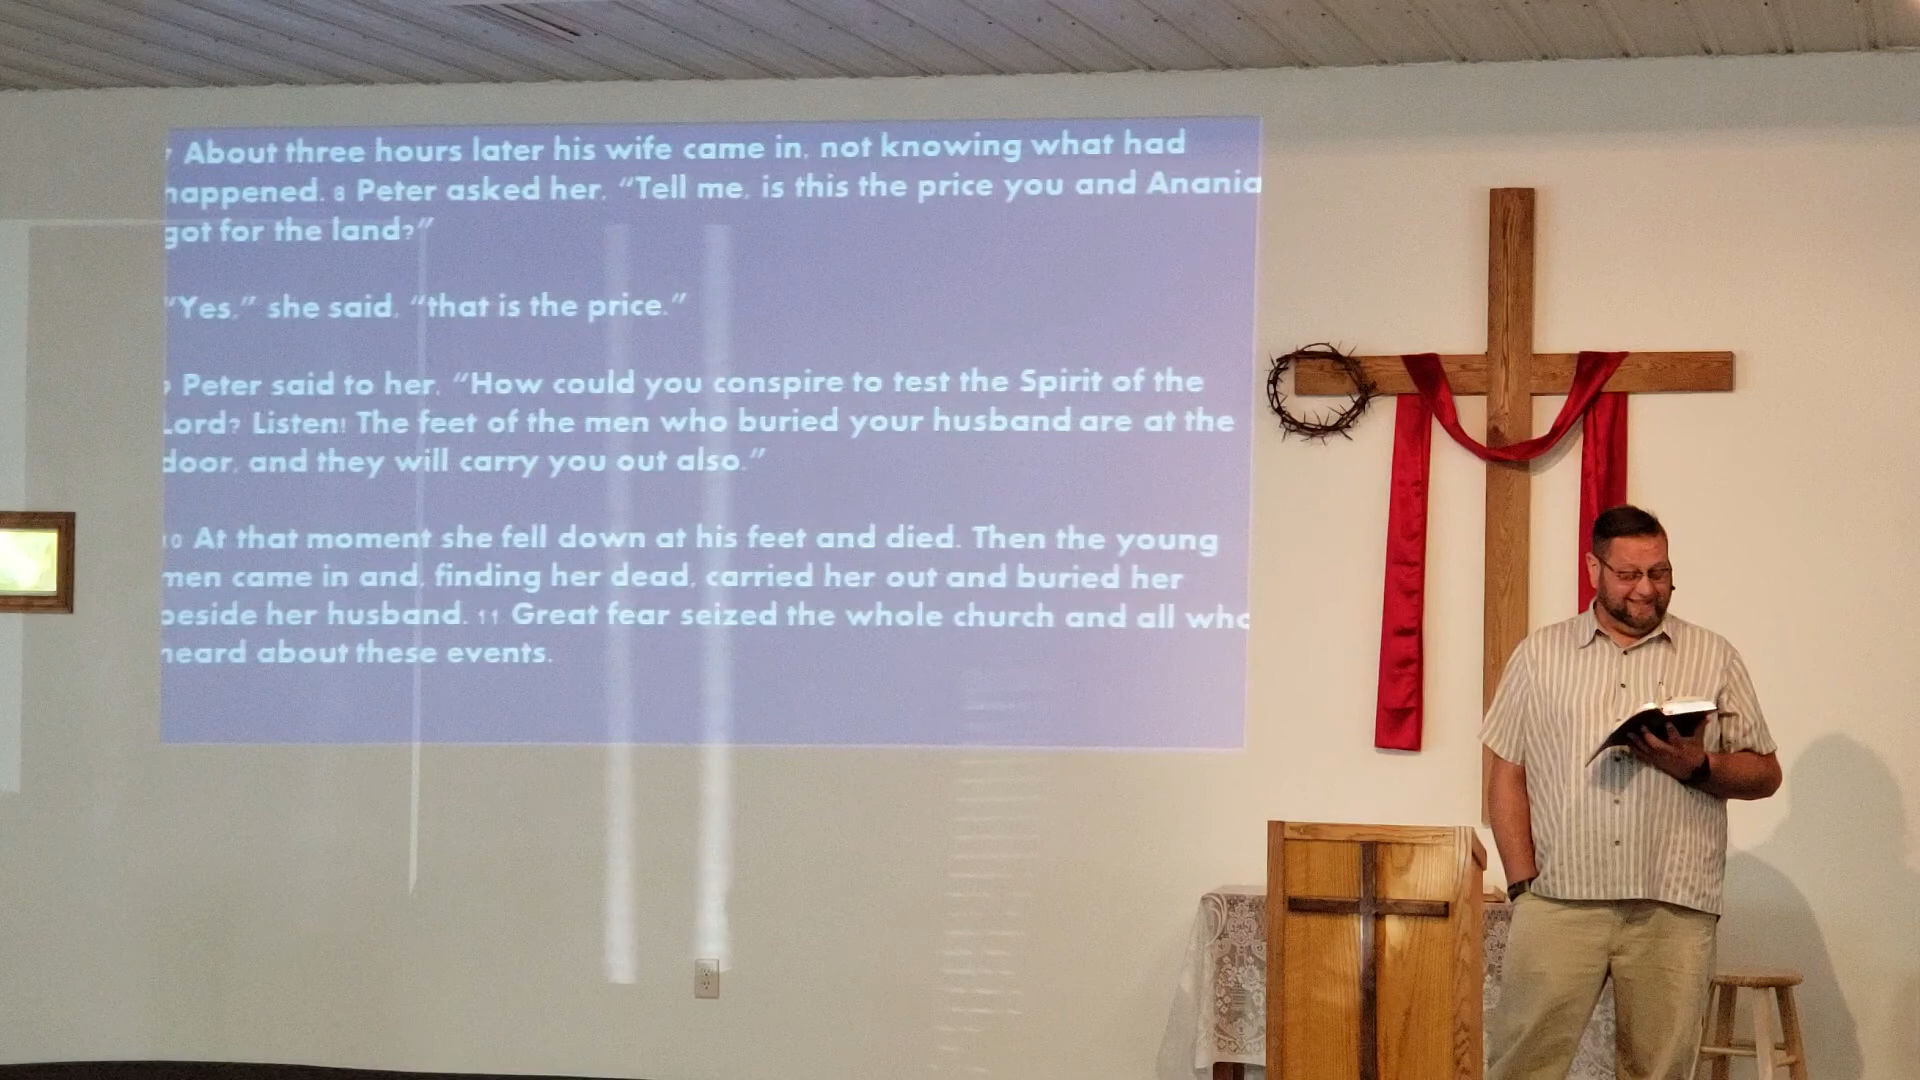 7 About three hours later his wife came in, not knowing what had
happened. 8 Peter asked her, “Tell me, is this the price you and Anania
got for the land?”
“Yes,” she said, “that is the price.”
9 Peter said to her, “How could you conspire to test the Spirit of the
Lord? Listen! The feet of the men who buried your husband are at the
door, and they will carry you out also.”
10 At that moment she fell down at his feet and died. Then the young
men came in and, finding her dead, carried her out and buried her
beside her husband. 11 Great fear seized the whole church and all who
heard about these events.